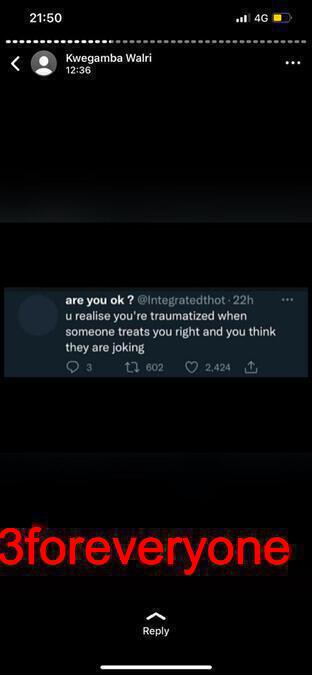 21:50
4G
Kwegamba Walri
12:36
are you ok ? @Integratedthot · 22h
u realise you're traumatized when
someone treats you right and you think
they are joking
3 602 2,424
3foreveryone
Reply